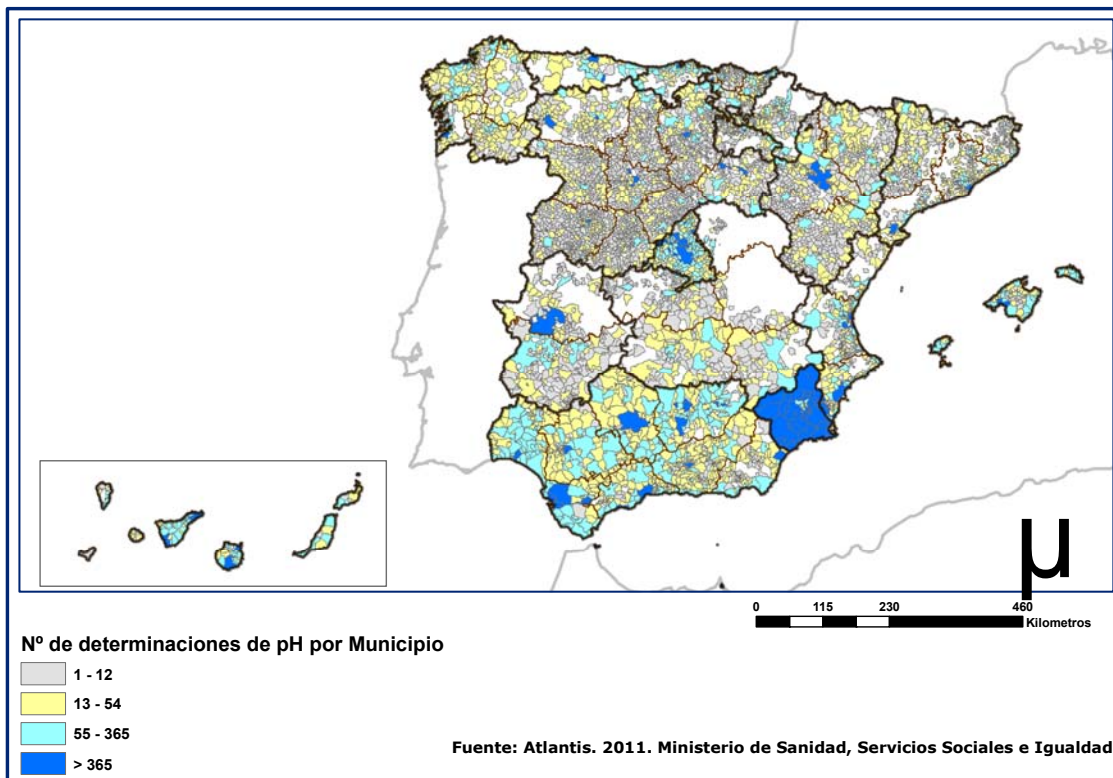 µ
0 115 230 460
Kilometros
Nº de determinaciones de pH por Municipio
1 - 12
13 - 54
55 - 365
> 365
Fuente: Atlantis. 2011. Ministerio de Sanidad, Servicios Sociales e Igualdad